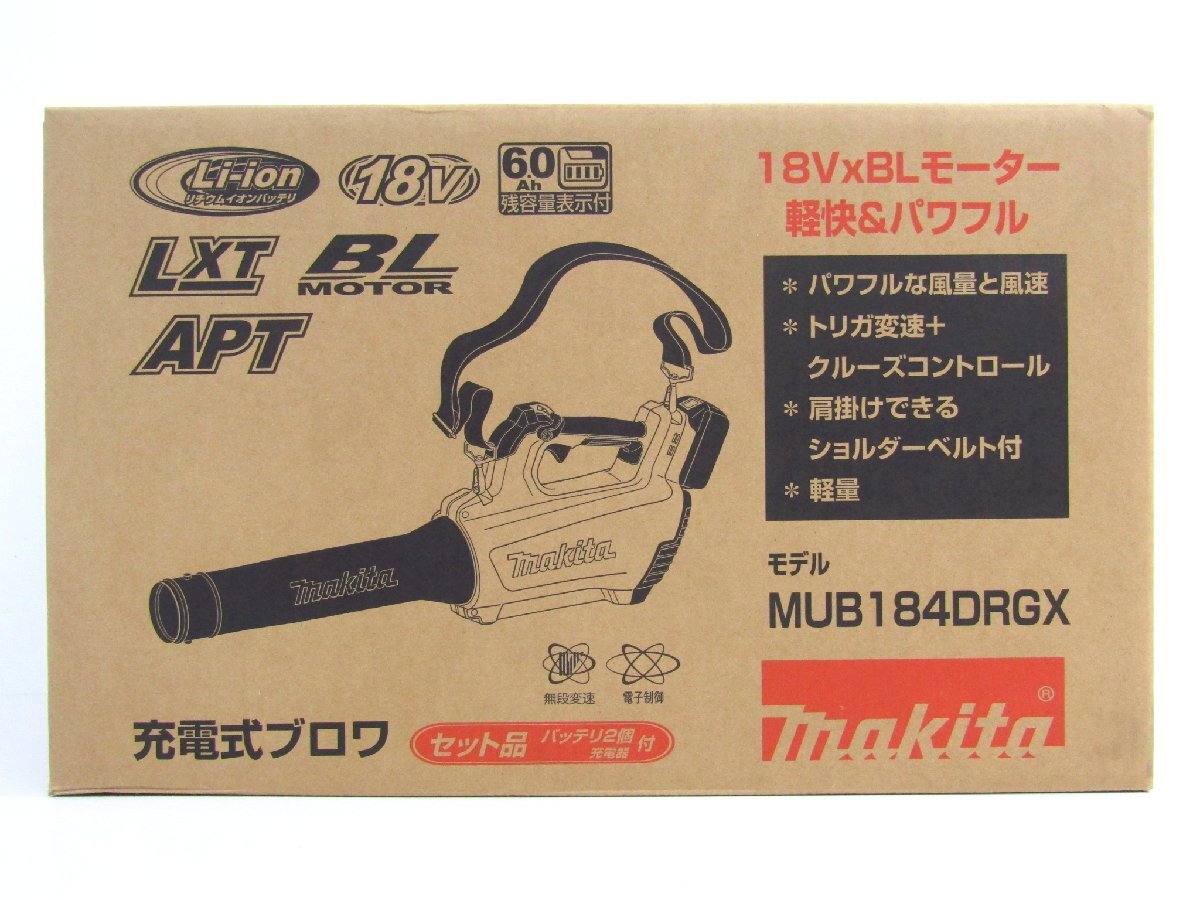 Li-ion
リチウムイオンバッテリ
18V
6.0
Ah
残容量表示付
LXT
BL
MOTOR
APT
18VxBLモーター
軽快&パワフル
* パワフルな風量と風速
* トリガ変速+
クルーズコントロール
* 肩掛けできる
ショルダーベルト付
* 軽量
makita
makita
モデル
MUB184DRGX
無段変速
電子制御
充電式ブロワ
セット品 バッテリ2個
充電器 付
makita®